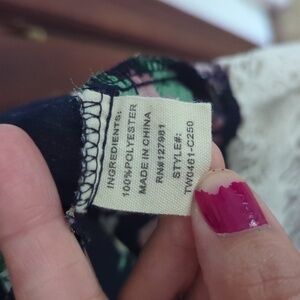 INGREDIENTS:
100%POLYESTER
MADE IN CHINA
RN#127981
STYLE#:
TW0461-C250